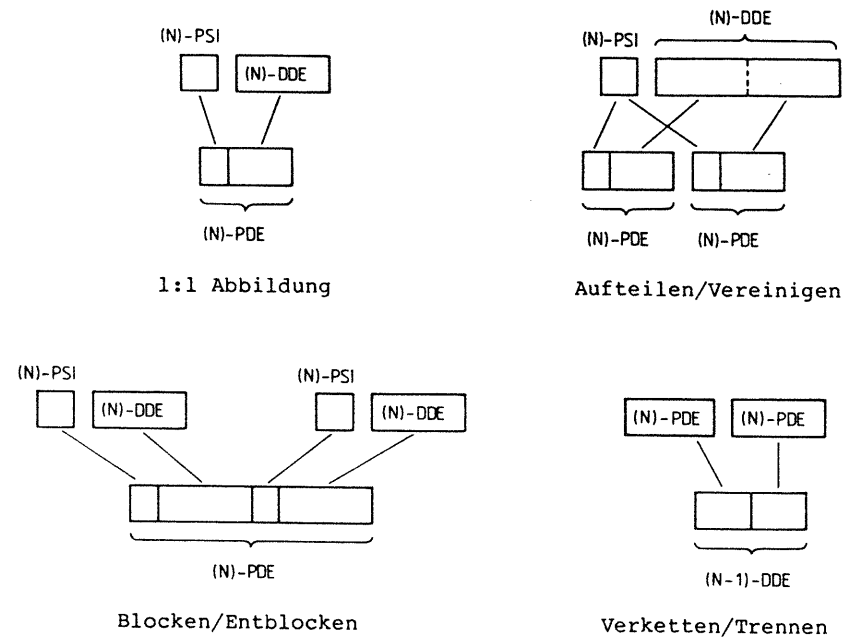 (N)-PSI
(N)-DDE
(N)-PDE
1:1 Abbildung
(N)-DDE
(N)-PSI
(N)-PDE (N)-PDE
Aufteilen/Vereinigen
(N)-PSI (N)-PSI
(N)-DDE (N)-DDE
(N)-PDE
Blocken/Entblocken
(N)-PDE (N)-PDE
(N-1)-DDE
Verketten/Trennen